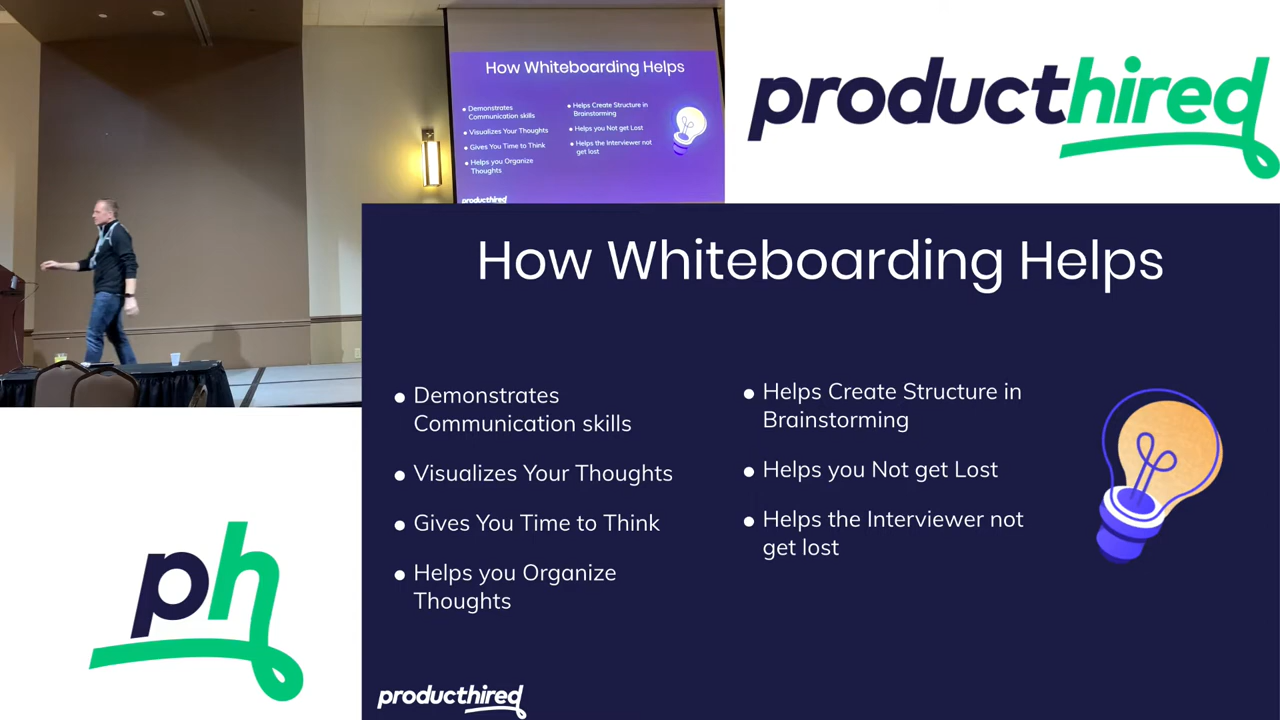 How Whiteboarding Helps
Demonstrates
Communication skills
Visualizes Your Thoughts
Gives You Time to Think
Helps you Organize
Thoughts
Helps Create Structure in
Brainstorming
Helps you Not get Lost
Helps the Interviewer not
get lost
producthired
producthired
How Whiteboarding Helps
Demonstrates
Communication skills
Visualizes Your Thoughts
Gives You Time to Think
Helps you Organize
Thoughts
Helps Create Structure in
Brainstorming
Helps you Not get Lost
Helps the Interviewer not
get lost
producthired
ph